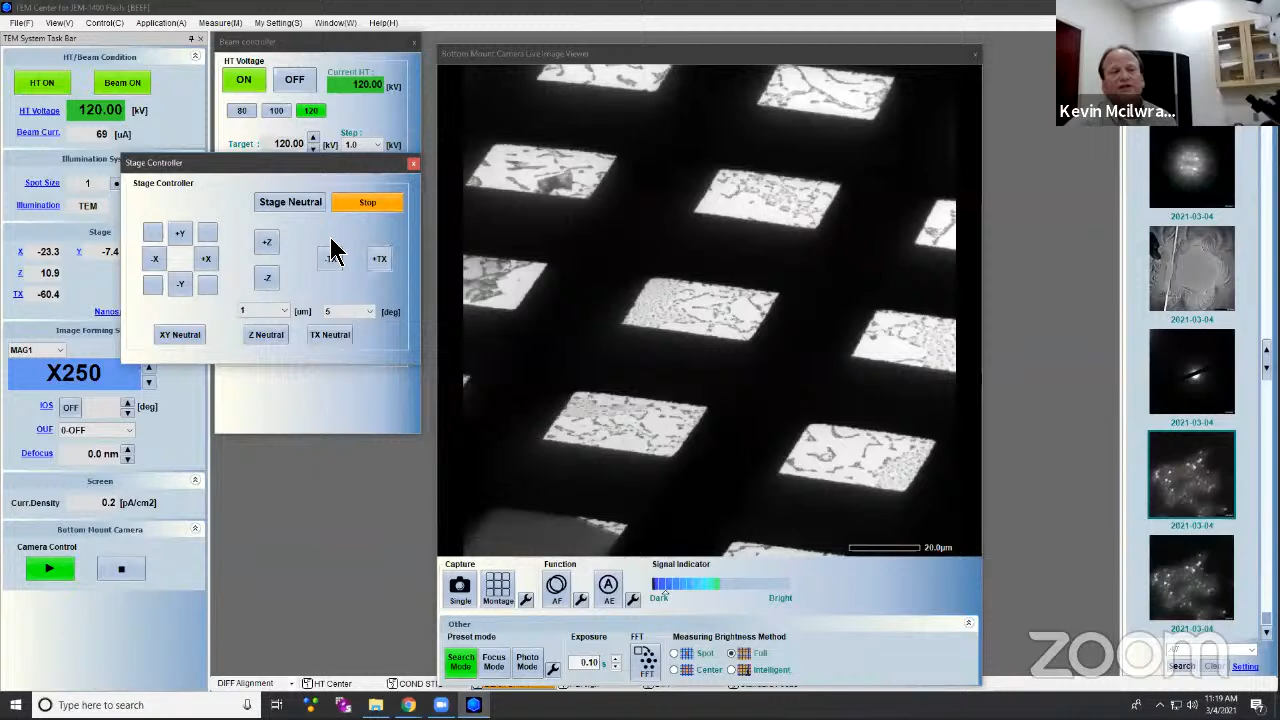 TEM Center for JEM-1400 Flash [BEEF]
File(F) View(V) Control(C) Application(A) Measure(M) My Setting(S) Window(W) Help(H)
TEM System Task Bar
HT/Beam Condition
HT ON Beam ON
HT Voltage 120.00 [kV]
Beam Curr. 69 [uA]
Spot Size 1
Illumination TEM
Stage
X -23.3 Y -7.4
Z 10.9
TX -60.4
Nanos
MAG1
X250
IOS OFF [deg]
OUF 0-OFF
Defocus 0.0 nm
Screen
Curr.Density 0.2 [pA/cm2]
Bottom Mount Camera
Camera Control
Beam controller
HT Voltage
ON OFF
Current HT:
120.00 [kV]
80 100 120
Step :
Target : 120.00 [kV] 1.0 [kV]
Stage Controller
Stage Controller
Stage Neutral Stop
+Y
-X +X
-Y
+Z
-Z
+TX
1 [um] 5 [deg]
XY Neutral Z Neutral TX Neutral
Bottom Mount Camera Live Image Viewer
20.0µm
Capture Function Signal Indicator
Single Montage AF AE
Dark Bright
Other
Preset mode Exposure FFT Measuring Brightness Method
Search Mode Focus Mode Photo Mode
0.10 s
FFT
Spot Full
Center Intelligent
DIFF Alignment HT Center
Kevin Mcilwra...
2021-03-04
2021-03-04
2021-03-04
2021-03-04
2021-03-04
Search Clear Setting
zoom
Type here to search
11:19 AM
3/4/2021